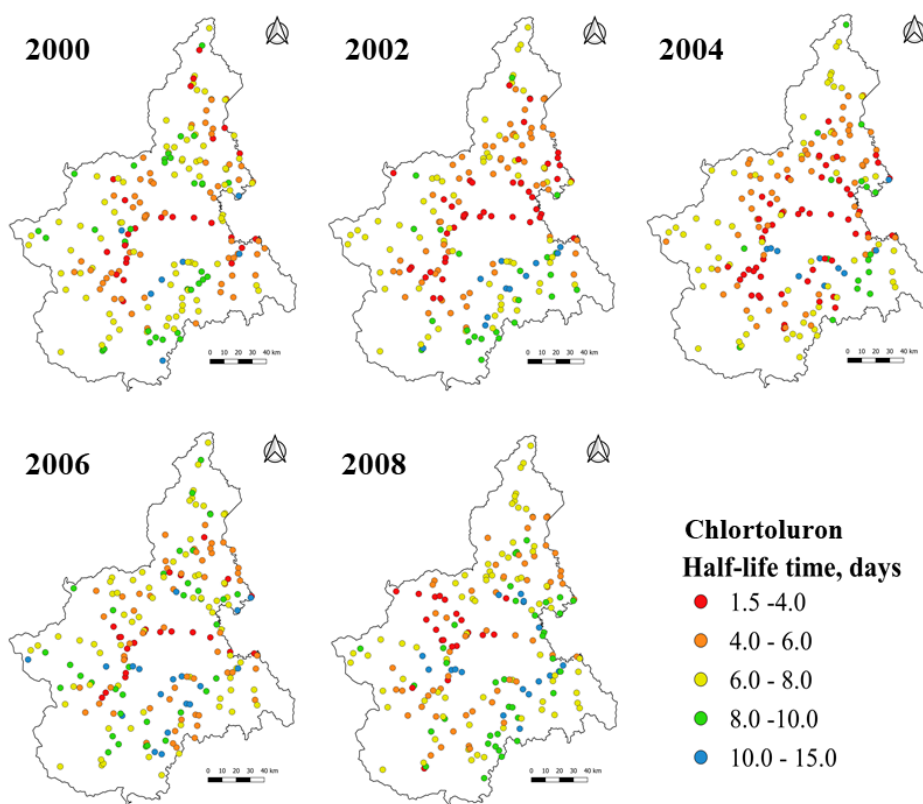 2000
2002
2004
0 10 20 30 40 km
0 10 20 30 40 km
0 10 20 30 40 km
2006
2008
0 10 20 30 40 km
0 10 20 30 40 km
Chlortoluron
Half-life time, days
1.5 -4.0
4.0 - 6.0
6.0 - 8.0
8.0 -10.0
10.0 - 15.0